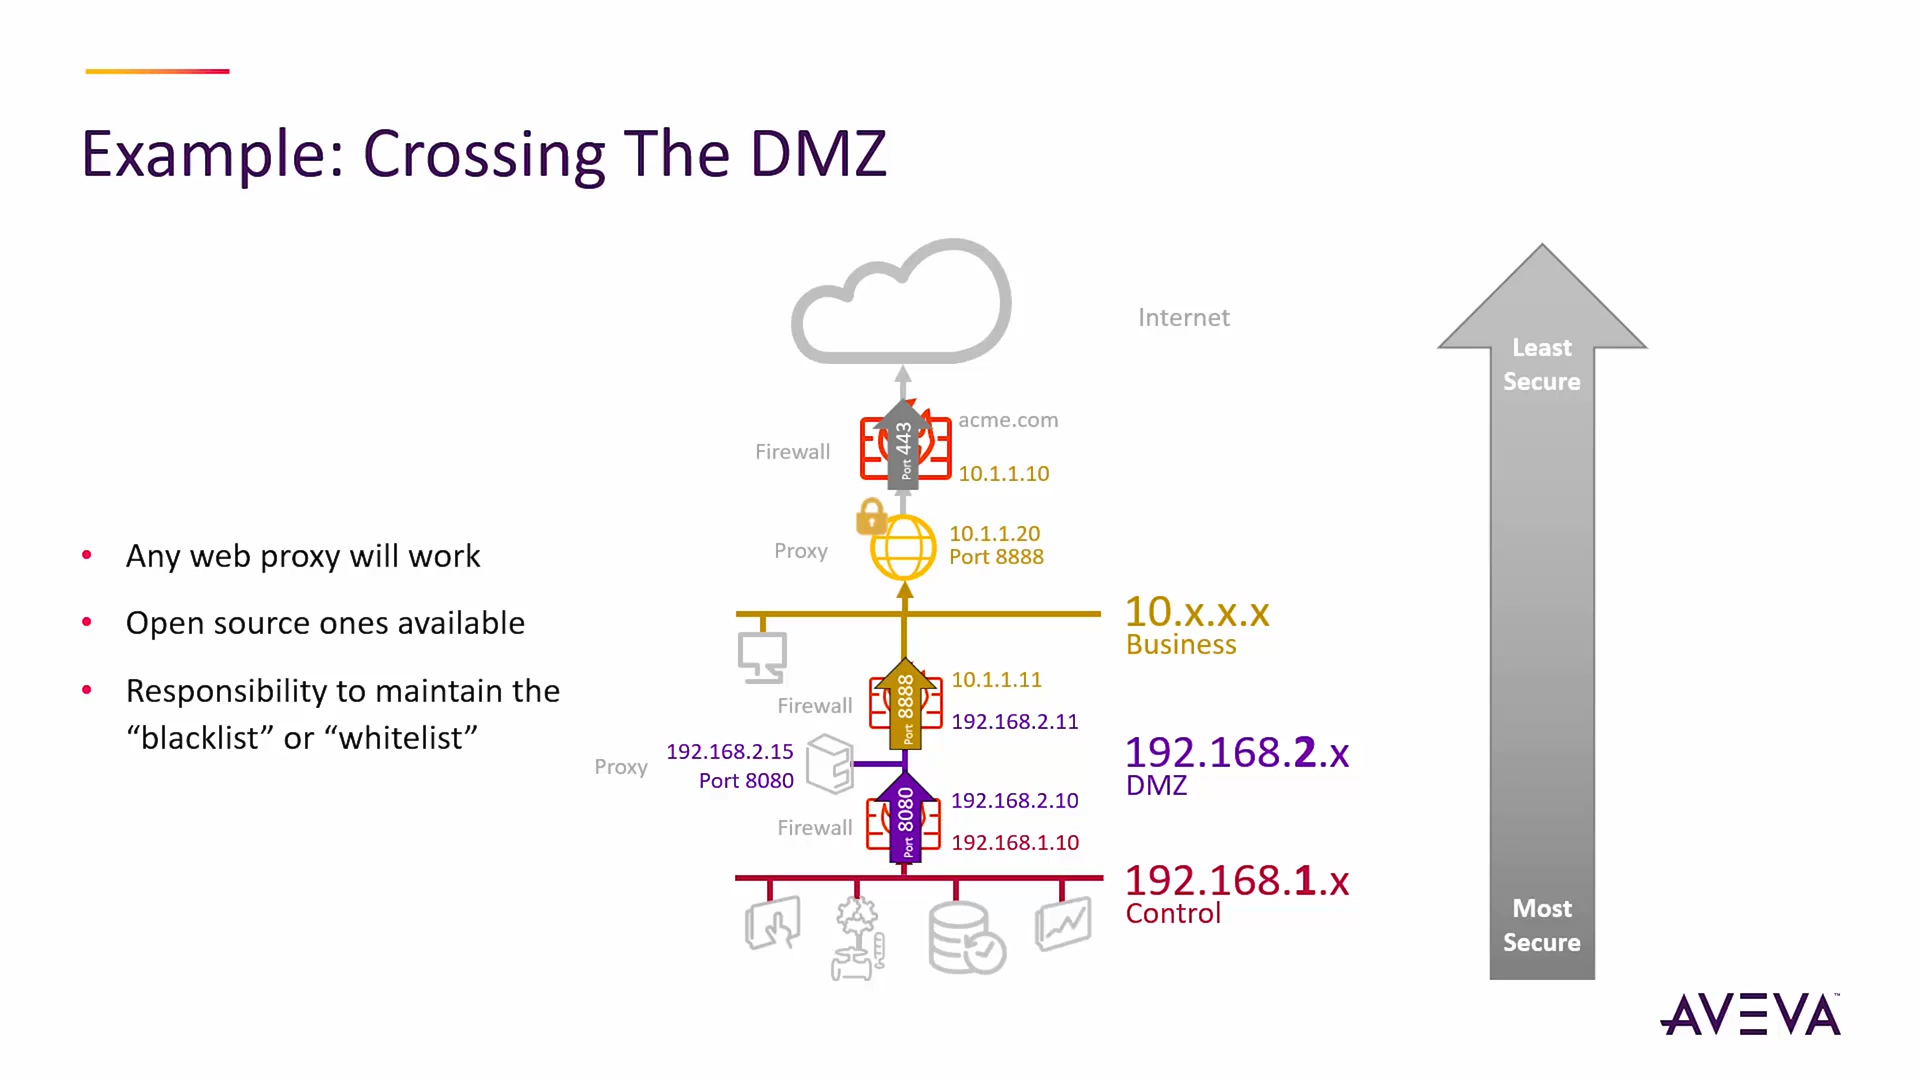 Example: Crossing The DMZ
• Any web proxy will work
• Open source ones available
• Responsibility to maintain the
“blacklist” or “whitelist”
Internet
acme.com
Firewall
Port 443
10.1.1.10
10.1.1.20
Proxy
Port 8888
10.x.x.x
Business
10.1.1.11
Firewall
Port 8888
192.168.2.11
192.168.2.15
Proxy
Port 8080
192.168.2.x
DMZ
192.168.2.10
Firewall
Port 8080
192.168.1.10
192.168.1.x
Control
Least
Secure
Most
Secure
AVEVA™